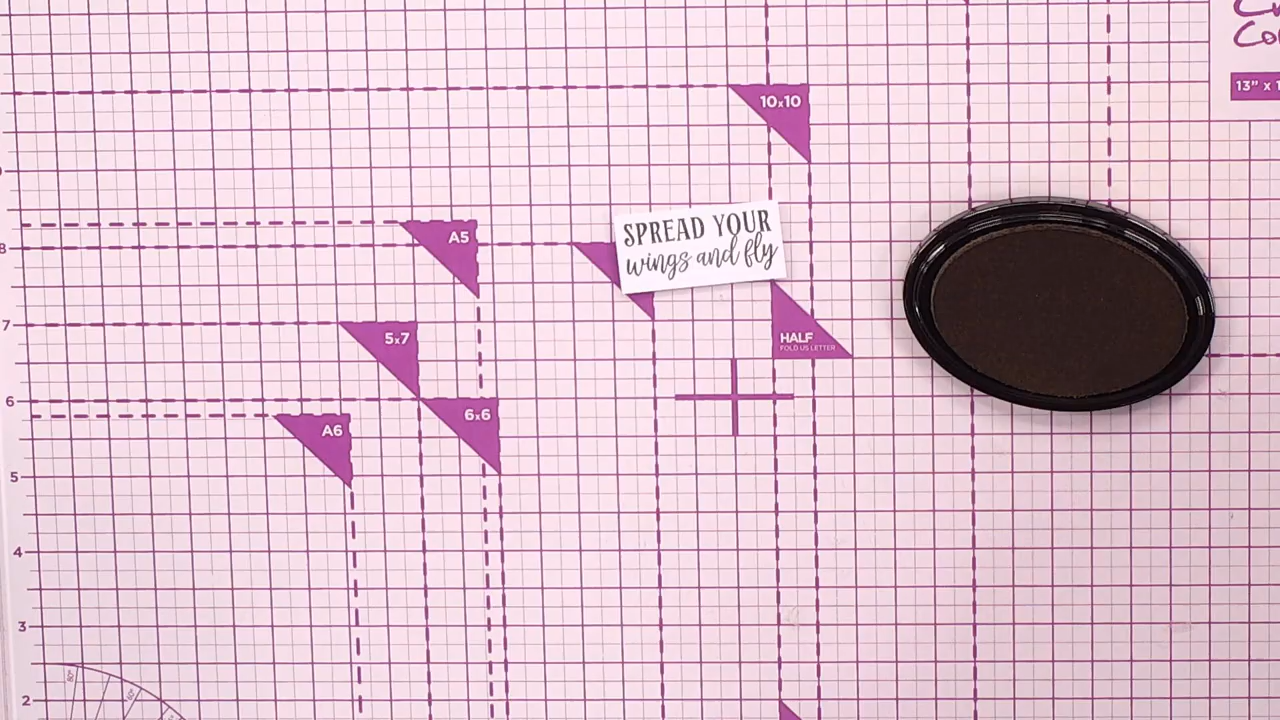 10x10
13" x 1
SPREAD YOUR
wings and fly
A5
8
7
5x7
HALF
FOLD US LETTER
6
6x6
A6
5
4
3
2